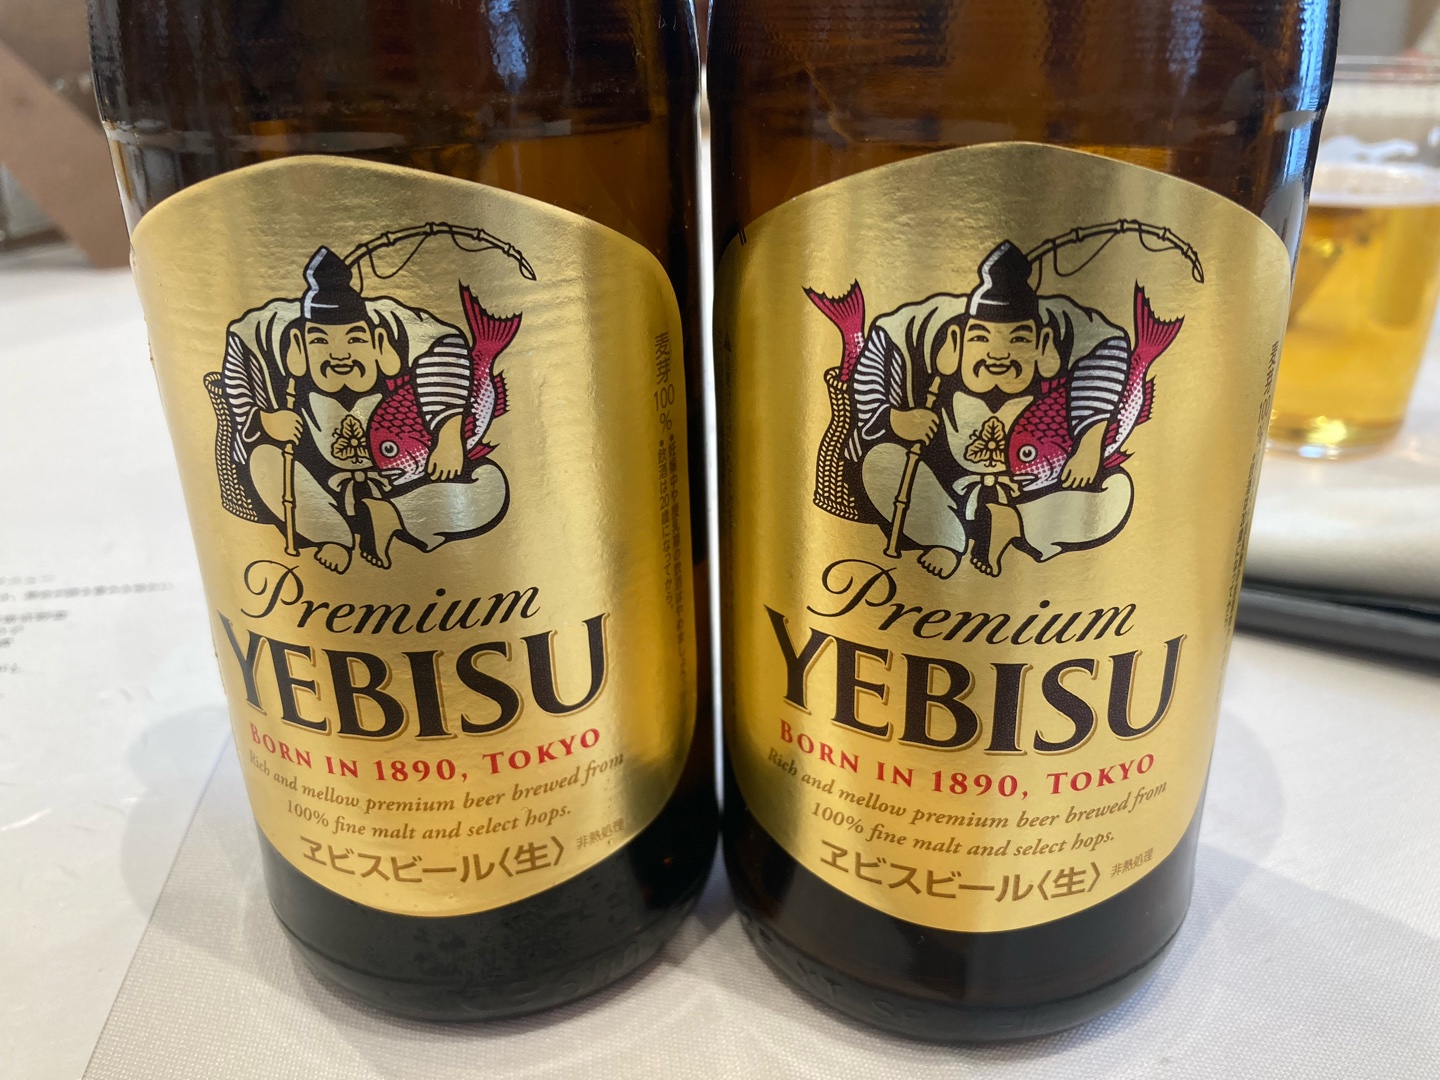 Premium
YEBISU
BORN IN 1890, TOKYO
Rich and mellow premium beer brewed from
100% fine malt and select hops.
ヱビスビール〈生〉 非熱処理
麦芽100%
Premium
YEBISU
BORN IN 1890, TOKYO
Rich and mellow premium beer brewed from
100% fine malt and select hops.
ヱビスビール〈生〉 非熱処理